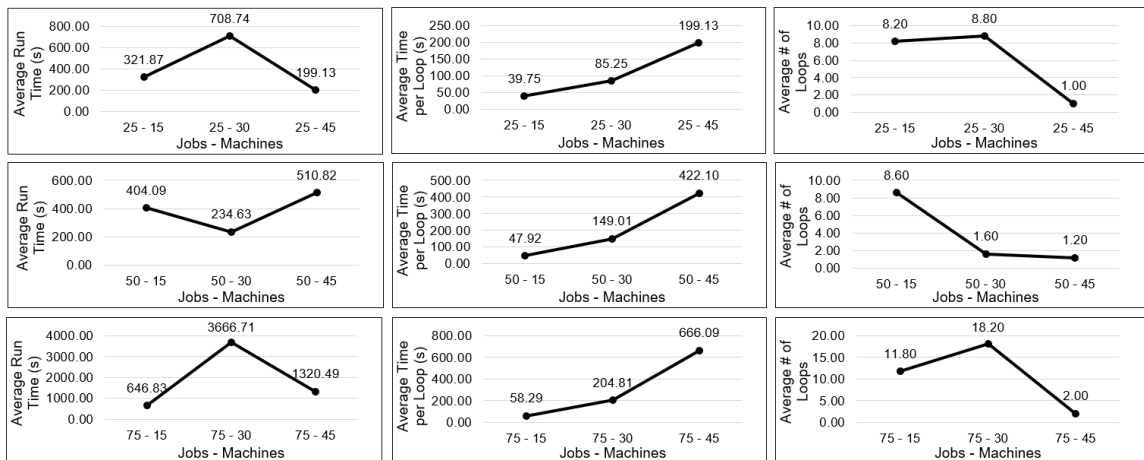 Average Run
Time (s)
800.00
600.00
400.00
200.00
0.00
321.87
708.74
199.13
25 - 15
25 - 30
25 - 45
Jobs - Machines
Average Time
per Loop (s)
250.00
200.00
150.00
100.00
50.00
0.00
39.75
85.25
199.13
25 - 15
25 - 30
25 - 45
Jobs - Machines
Average # of
Loops
10.00
8.00
6.00
4.00
2.00
0.00
8.20
8.80
1.00
25 - 15
25 - 30
25 - 45
Jobs - Machines
Average Run
Time (s)
600.00
400.00
200.00
0.00
404.09
234.63
510.82
50 - 15
50 - 30
50 - 45
Jobs - Machines
Average Time
per Loop (s)
500.00
400.00
300.00
200.00
100.00
0.00
47.92
149.01
422.10
50 - 15
50 - 30
50 - 45
Jobs - Machines
Average # of
Loops
10.00
8.00
6.00
4.00
2.00
0.00
8.60
1.60
1.20
50 - 15
50 - 30
50 - 45
Jobs - Machines
Average Run
Time (s)
4000.00
3000.00
2000.00
1000.00
0.00
646.83
3666.71
1320.49
75 - 15
75 - 30
75 - 45
Jobs - Machines
Average Time
per Loop (s)
800.00
600.00
400.00
200.00
0.00
58.29
204.81
666.09
75 - 15
75 - 30
75 - 45
Jobs - Machines
Average # of
Loops
20.00
15.00
10.00
5.00
0.00
11.80
18.20
2.00
75 - 15
75 - 30
75 - 45
Jobs - Machines